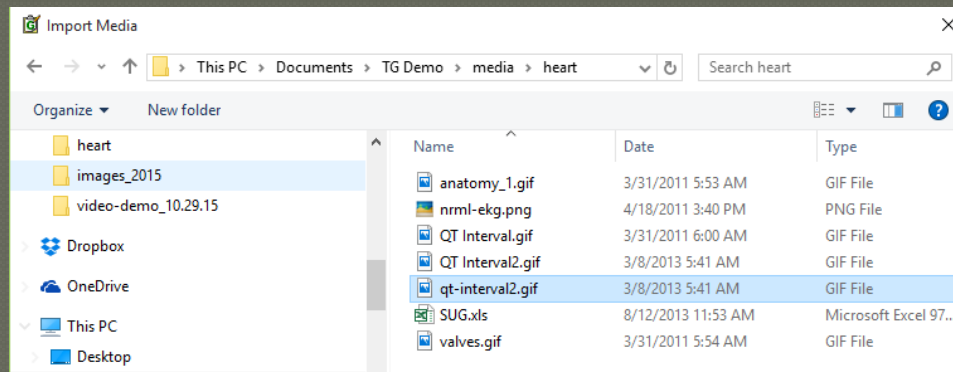 Import Media
This PC > Documents > TG Demo > media > heart
Search heart
Organize
New folder
heart
images_2015
video-demo_10.29.15
Dropbox
OneDrive
This PC
Desktop
Name Date Type
anatomy_1.gif 3/31/2011 5:53 AM GIF File
nrml-ekg.png 4/18/2011 3:40 PM PNG File
QT Interval.gif 3/31/2011 6:00 AM GIF File
QT Interval2.gif 3/8/2013 5:41 AM GIF File
qt-interval2.gif 3/8/2013 5:41 AM GIF File
SUG.xls 8/12/2013 11:53 AM Microsoft Excel 97...
valves.gif 3/31/2011 5:54 AM GIF File